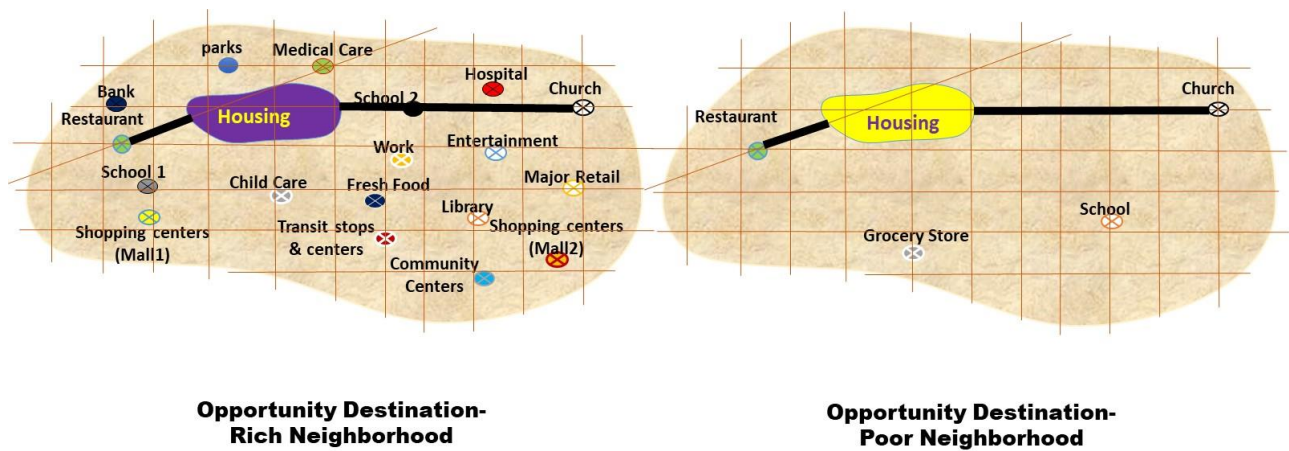 parks
Medical Care
Hospital
Bank
School 2
Church
Restaurant
Housing
Work
Entertainment
School 1
Child Care
Fresh Food
Major Retail
Library
Shopping centers
(Mall1)
Transit stops
& centers
Shopping centers
(Mall2)
Community
Centers
Opportunity Destination-
Rich Neighborhood
Church
Restaurant
Housing
School
Grocery Store
Opportunity Destination-
Poor Neighborhood